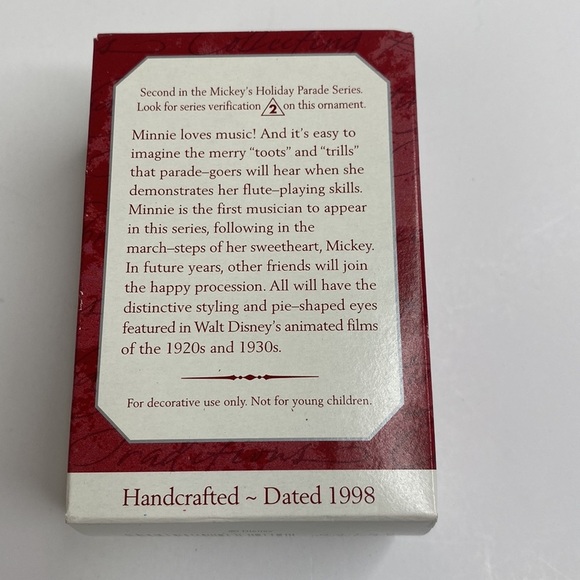 Second in the Mickey's Holiday Parade Series.
Look for series verification 2 on this ornament.
Minnie loves music! And it's easy to
imagine the merry "toots" and "trills"
that parade–goers will hear when she
demonstrates her flute–playing skills.
Minnie is the first musician to appear
in this series, following in the
march–steps of her sweetheart, Mickey.
In future years, other friends will join
the happy procession. All will have the
distinctive styling and pie–shaped eyes
featured in Walt Disney's animated films
of the 1920s and 1930s.
For decorative use only. Not for young children.
Traditions
Handcrafted ~ Dated 1998